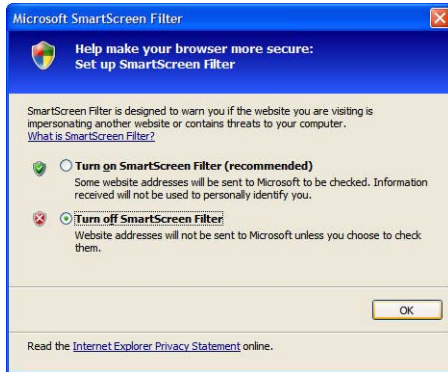 Microsoft SmartScreen Filter
Help make your browser more secure:
Set up SmartScreen Filter
SmartScreen Filter is designed to warn you if the website you are visiting is
impersonating another website or contains threats to your computer.
What is SmartScreen Filter?
Turn on SmartScreen Filter (recommended)
Some website addresses will be sent to Microsoft to be checked. Information
received will not be used to personally identify you.
Turn off SmartScreen Filter
Website addresses will not be sent to Microsoft unless you choose to check
them.
OK
Read the Internet Explorer Privacy Statement online.